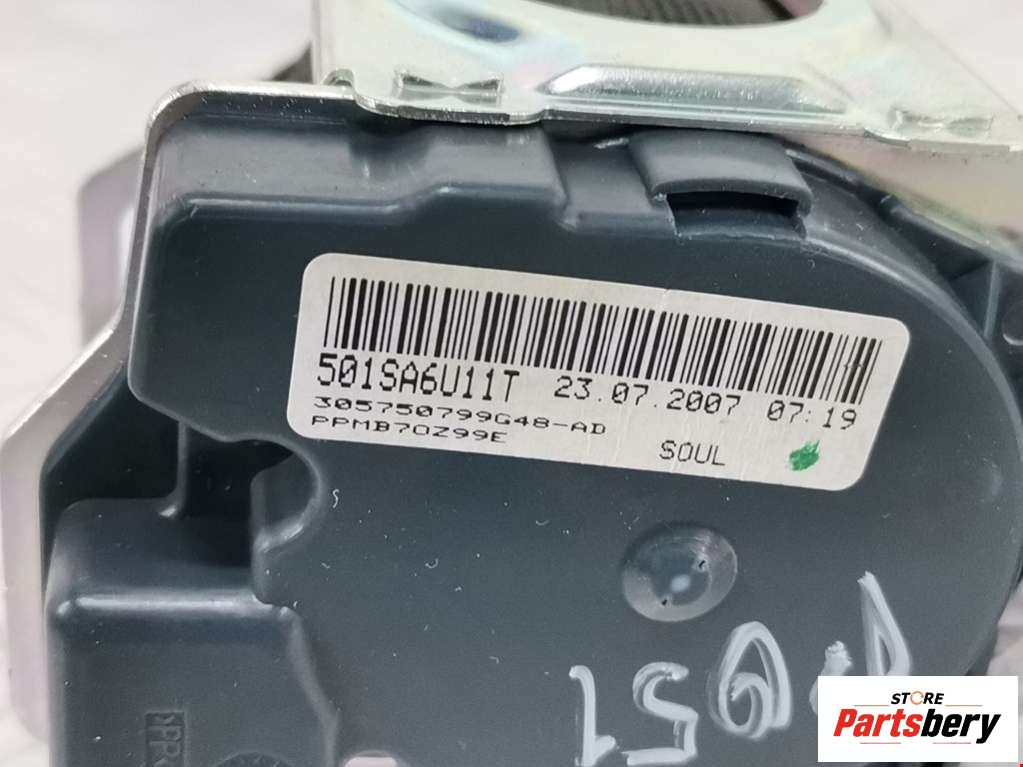 501SA6U11T 23.07.2007 07:19
305750799G48-AD
PPMB70Z99E SOUL
STORE
Partsbery